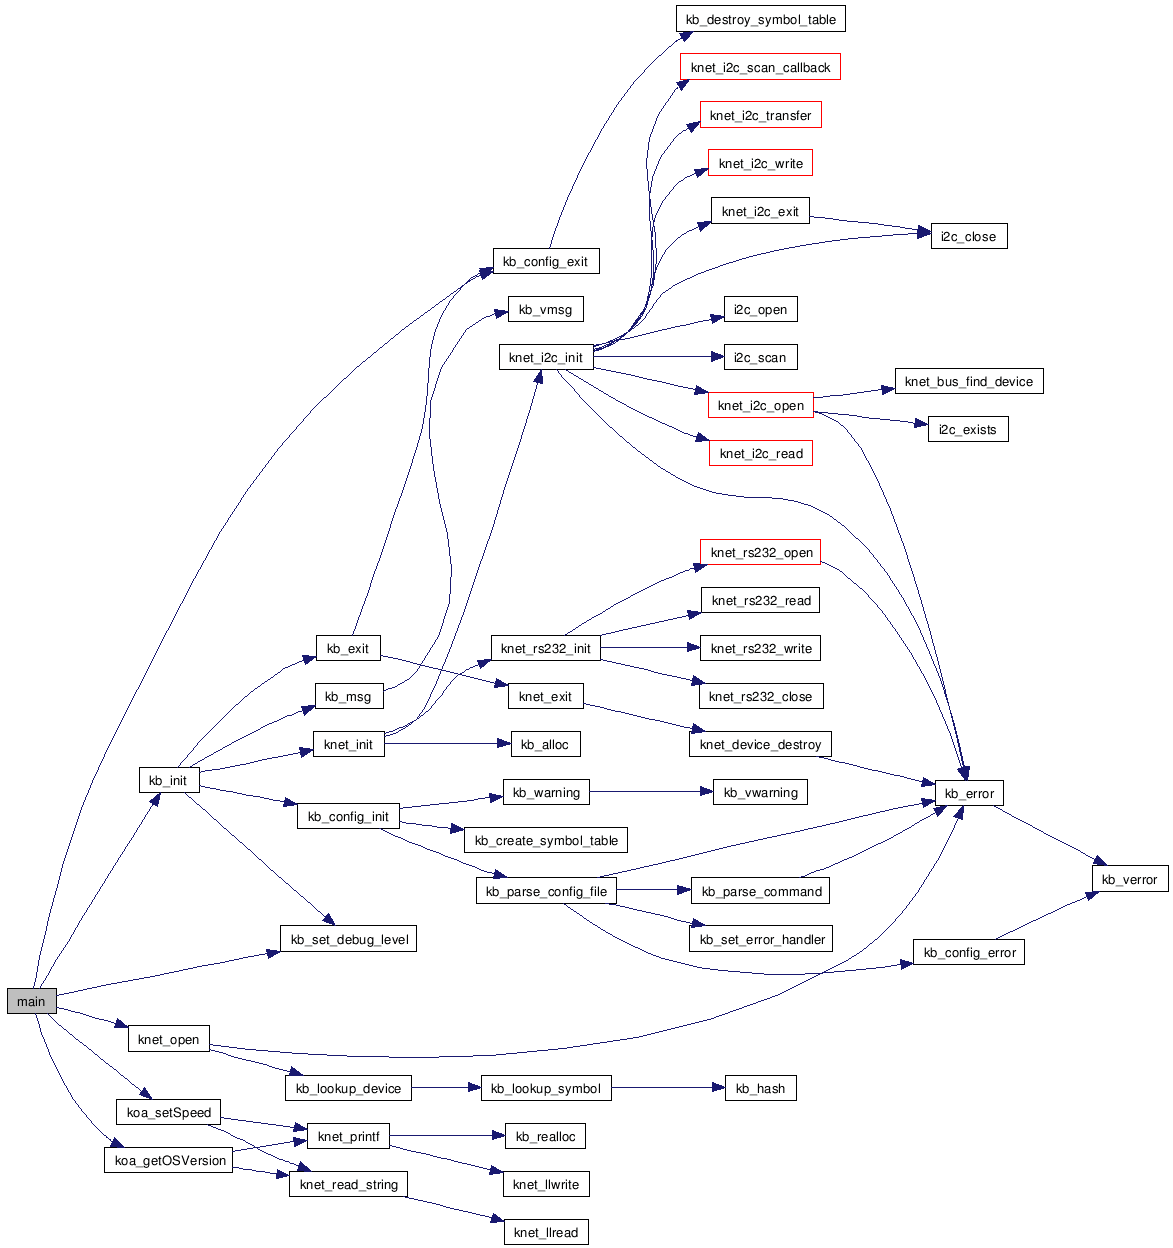 kb_destroy_symbol_table
knet_i2c_scan_callback
knet_i2c_transfer
knet_i2c_write
knet_i2c_exit
i2c_close
kb_config_exit
kb_vmsg
i2c_open
knet_i2c_init
i2c_scan
knet_bus_find_device
knet_i2c_open
i2c_exists
knet_i2c_read
knet_rs232_open
knet_rs232_read
kb_exit
knet_rs232_init
knet_rs232_write
kb_msg
knet_exit
knet_rs232_close
knet_init
kb_alloc
knet_device_destroy
kb_init
kb_warning
kb_vwarning
kb_error
kb_config_init
kb_create_symbol_table
kb_verror
kb_parse_config_file
kb_parse_command
kb_set_debug_level
kb_set_error_handler
kb_config_error
main
knet_open
kb_lookup_device
kb_lookup_symbol
kb_hash
koa_setSpeed
knet_printf
kb_realloc
koa_getOSVersion
knet_read_string
knet_llwrite
knet_llread